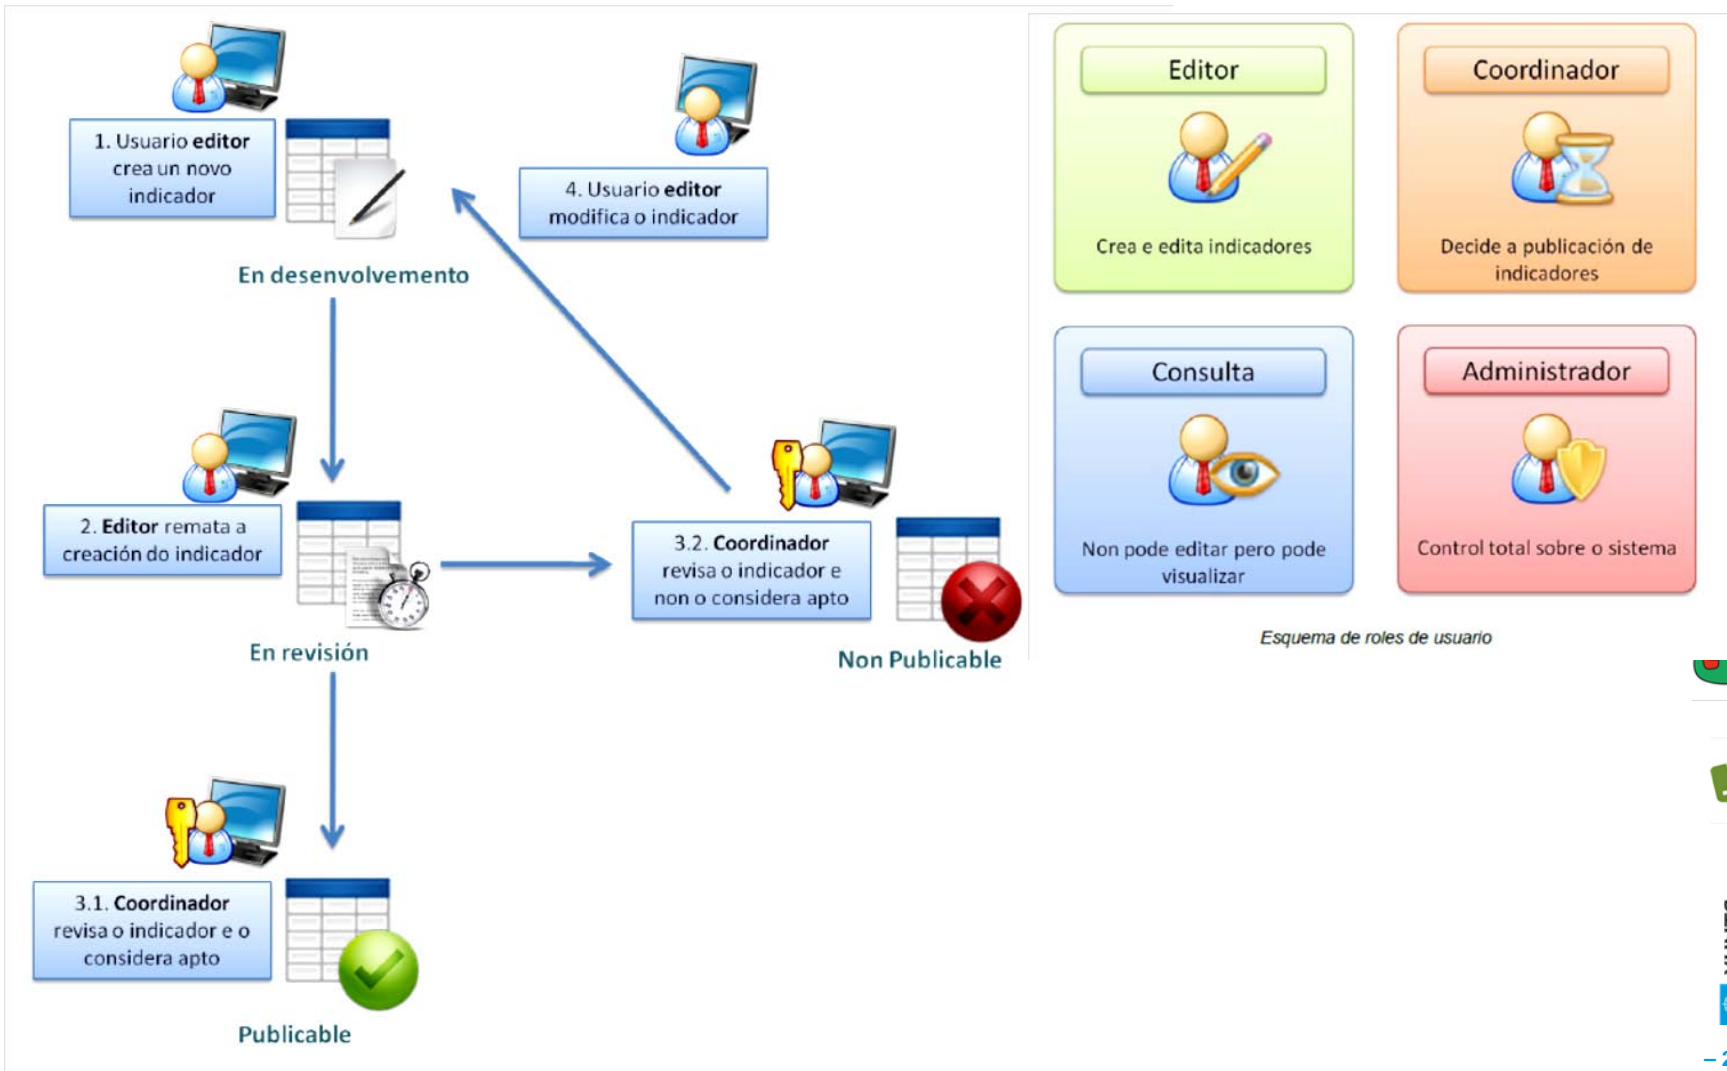 1. Usuario editor
crea un novo
indicador
En desenvolvemento
4. Usuario editor
modifica o indicador
2. Editor remata a
creación do indicador
En revisión
3.2. Coordinador
revisa o indicador e
non o considera apto
Non Publicable
3.1. Coordinador
revisa o indicador e o
considera apto
Publicable
Editor
Crea e edita indicadores
Coordinador
Decide a publicación de
indicadores
Consulta
Non pode editar pero pode
visualizar
Administrador
Control total sobre o sistema
Esquema de roles de usuario